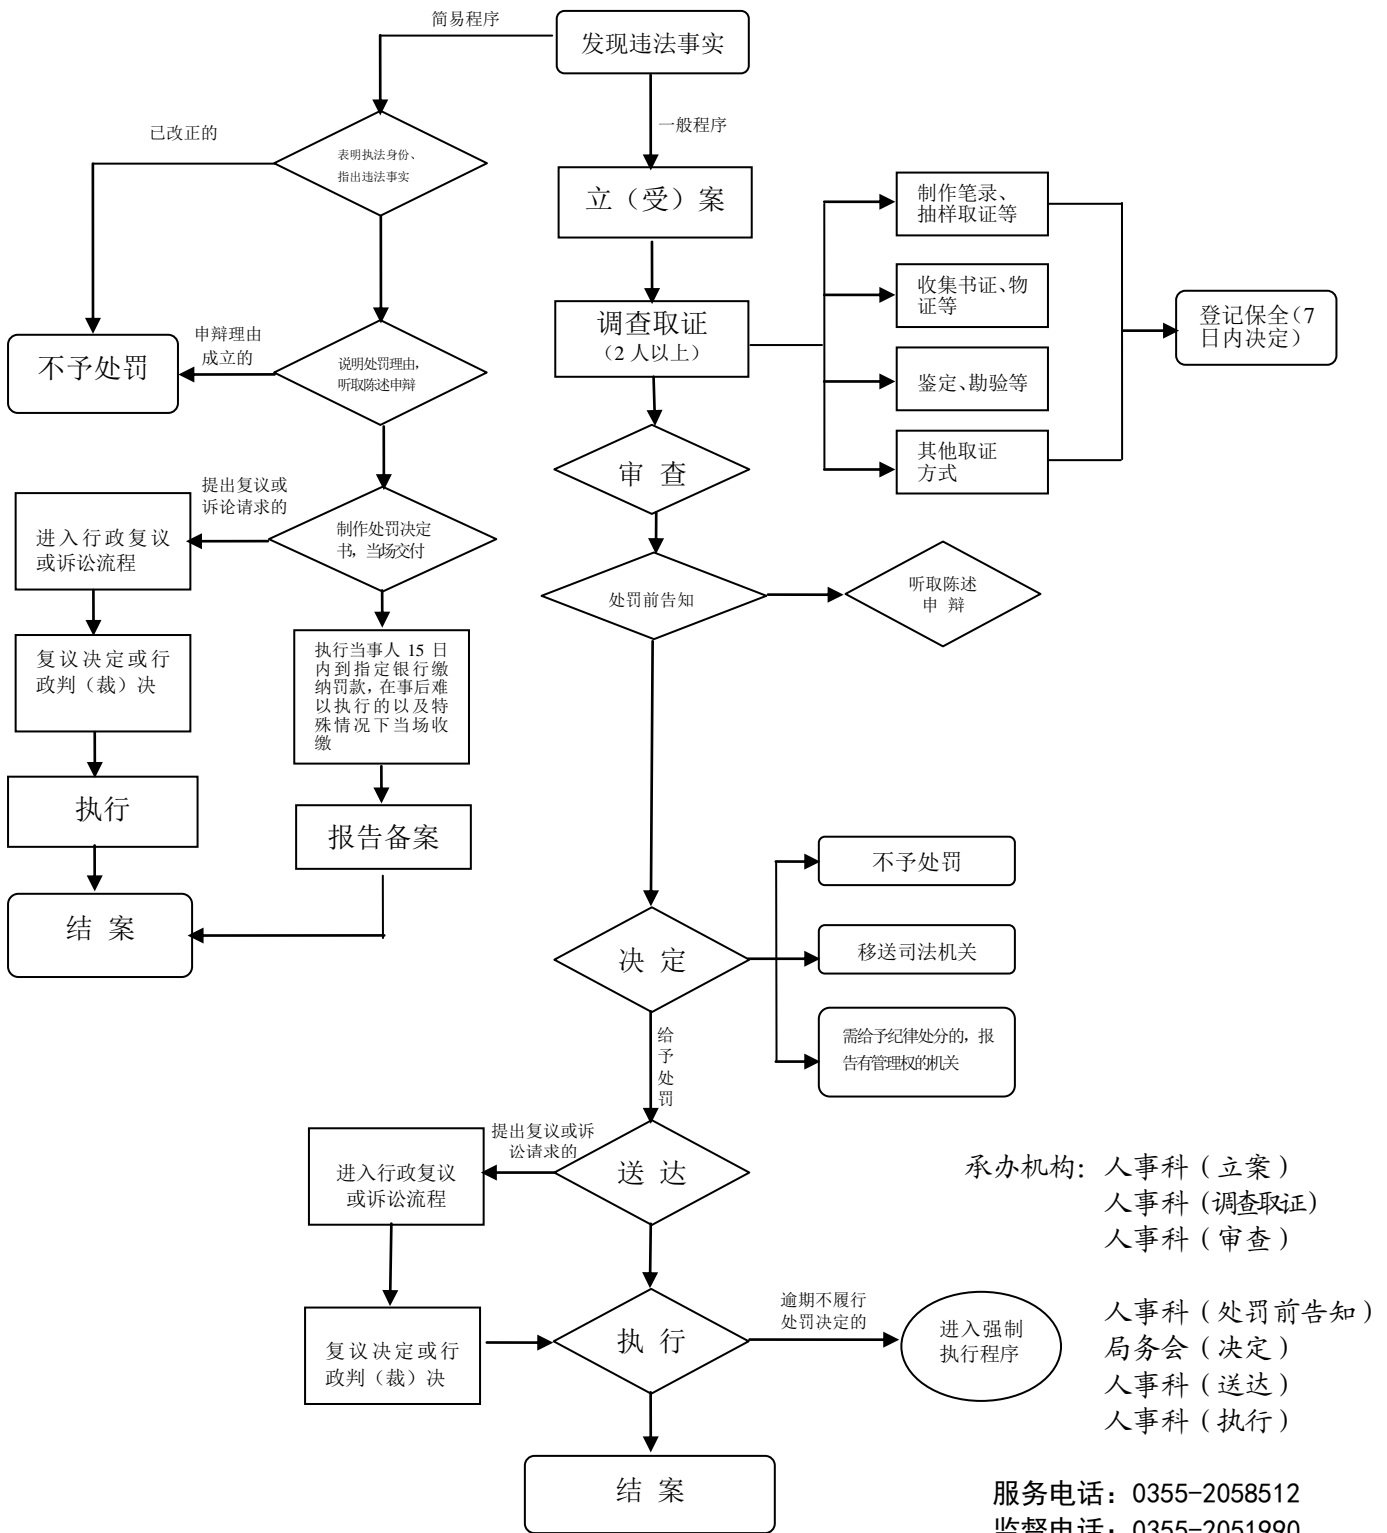 简易程序
发现违法事实
一般程序
已改正的
表明执法身份、
指出违法事实
立（受）案
制作笔录、
抽样取证等
收集书证、物
证等
登记保全（7
日内决定）
调查取证
（2 人以上）
申辩理由
成立的
不予处罚
说明处罚理由，
听取陈述申辩
鉴定、勘验等
其他取证
方式
审 查
提出复议或
诉论请求的
进入行政复议
或诉讼流程
制作处罚决定
书，当场交付
处罚前告知
听取陈述
申 辩
复议决定或行
政判（裁）决
执行当事人 15 日
内到指定银行缴
纳罚款，在事后难
以执行的以及特
殊情况下当场收
缴
执行
报告备案
结 案
不予处罚
决 定
移送司法机关
需给予纪律处分的，报
告有管理权的机关
给
予
处
罚
提出复议或诉
讼请求的
进入行政复议
或诉讼流程
送 达
复议决定或行
政判（裁）决
执 行
逾期不履行
处罚决定的
进入强制
执行程序
结 案
承办机构：人事科（立案）
人事科（调查取证）
人事科（审查）
人事科（处罚前告知）
局务会（决定）
人事科（送达）
人事科（执行）
服务电话：0355-2058512
监督电话：0355-2051990